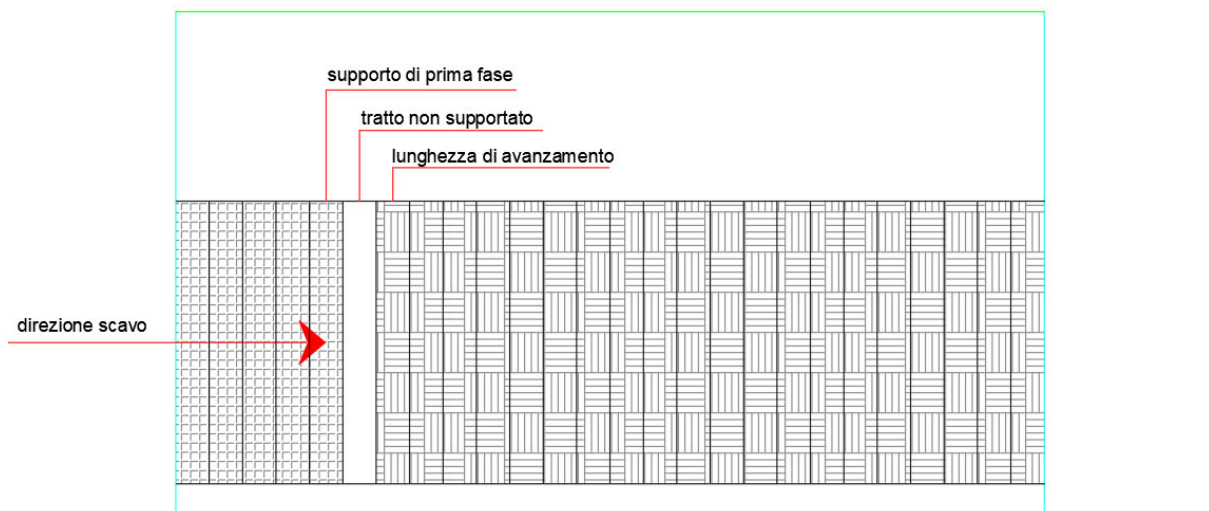 supporto di prima fase
tratto non supportato
lunghezza di avanzamento
direzione scavo